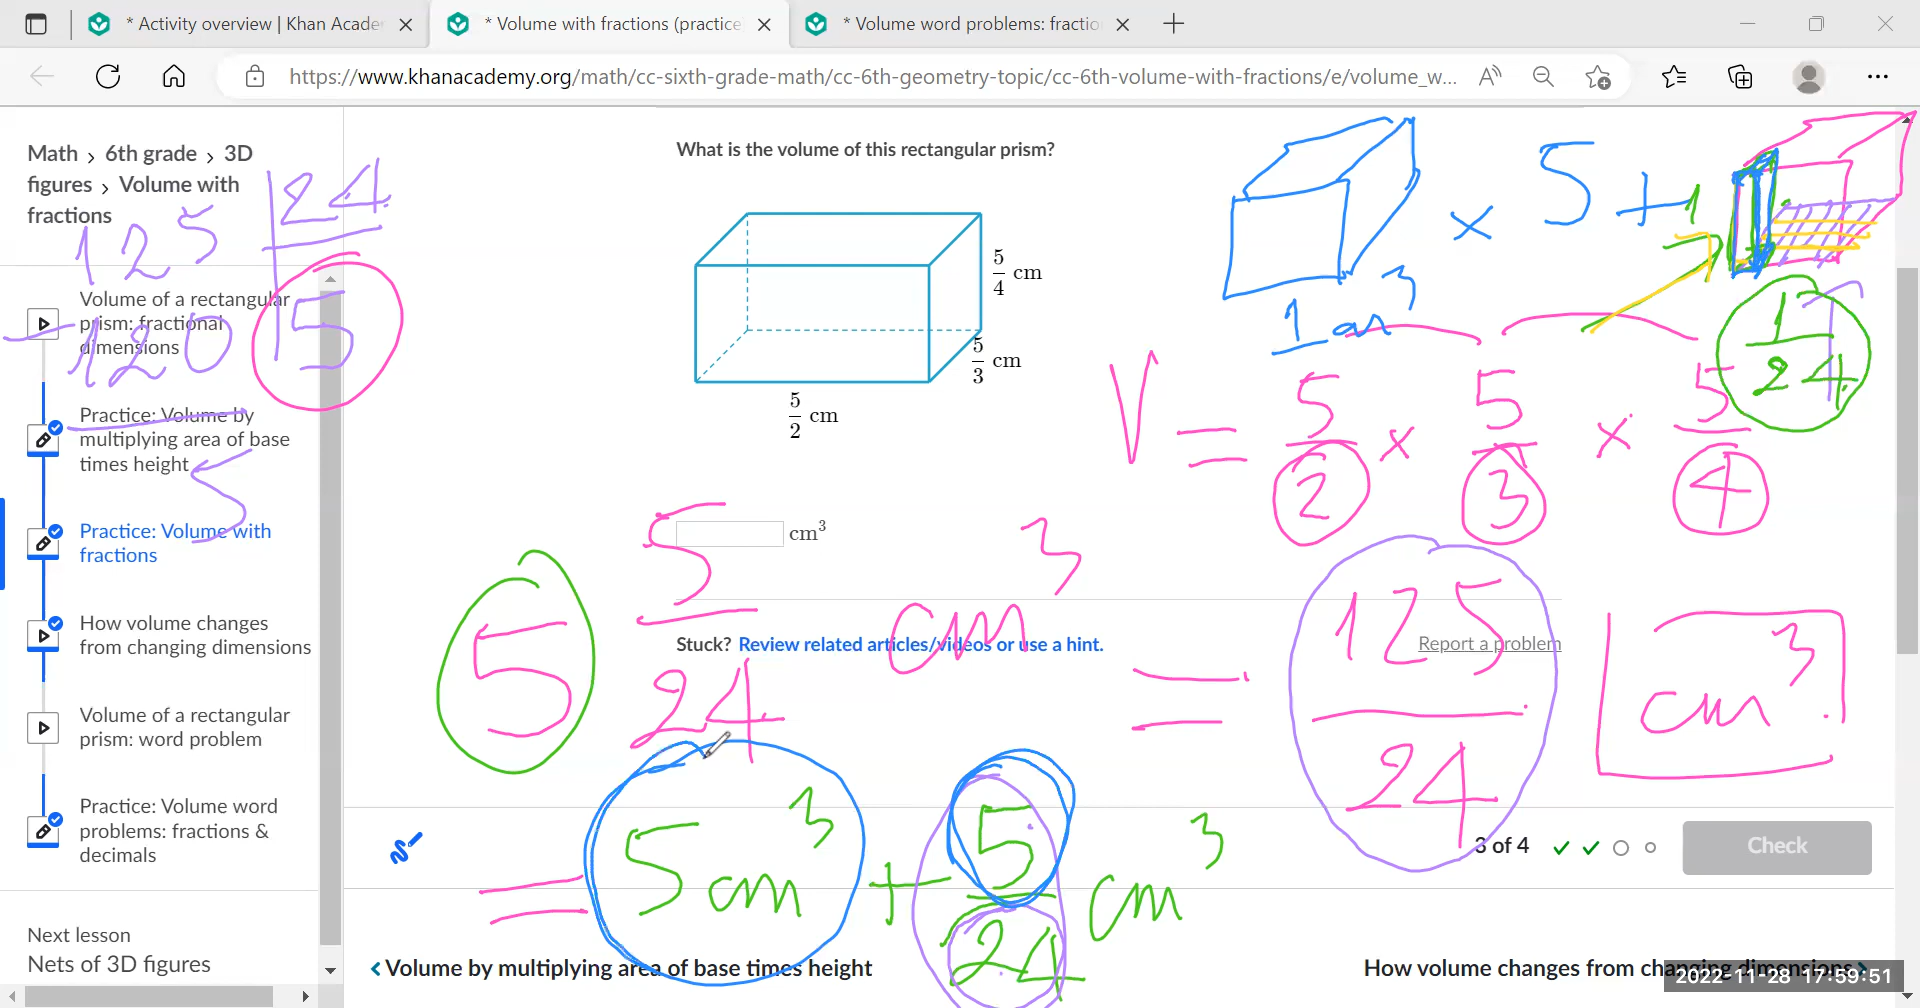 * Activity overview | Khan Acade
* Volume with fractions (practice
* Volume word problems: fractio
https://www.khanacademy.org/math/cc-sixth-grade-math/cc-6th-geometry-topic/cc-6th-volume-with-fractions/e/volume_w...
Math > 6th grade > 3D
figures > Volume with
fractions
Volume of a rectangular
prism: fractional
dimensions
Practice: Volume by
multiplying area of base
times height
Practice: Volume with
fractions
How volume changes
from changing dimensions
Volume of a rectangular
prism: word problem
Practice: Volume word
problems: fractions &
decimals
Next lesson
Nets of 3D figures
125 24
-120 5
5
What is the volume of this rectangular prism?
5/4 cm
5/3 cm
5/2 cm
cm³
Stuck? Review related articles/videos or use a hint.
Report a problem
3 of 4
Check
× 5 + 1
1 cm³
1/24
V = 5/2 × 5/3 × 5/4
= 125/24 cm³
5 5/24 cm³
= 5 cm³ + 5/24 cm³
< Volume by multiplying area of base times height
How volume changes from changing dimensions >
2022-11-28 17:59:51